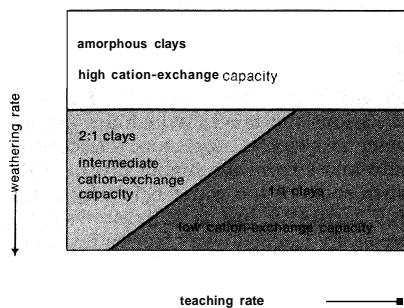 amorphous clays
high cation-exchange capacity
2:1 clays
intermediate
cation-exchange
capacity
1:1 clays
low cation-exchange capacity
weathering rate
teaching rate